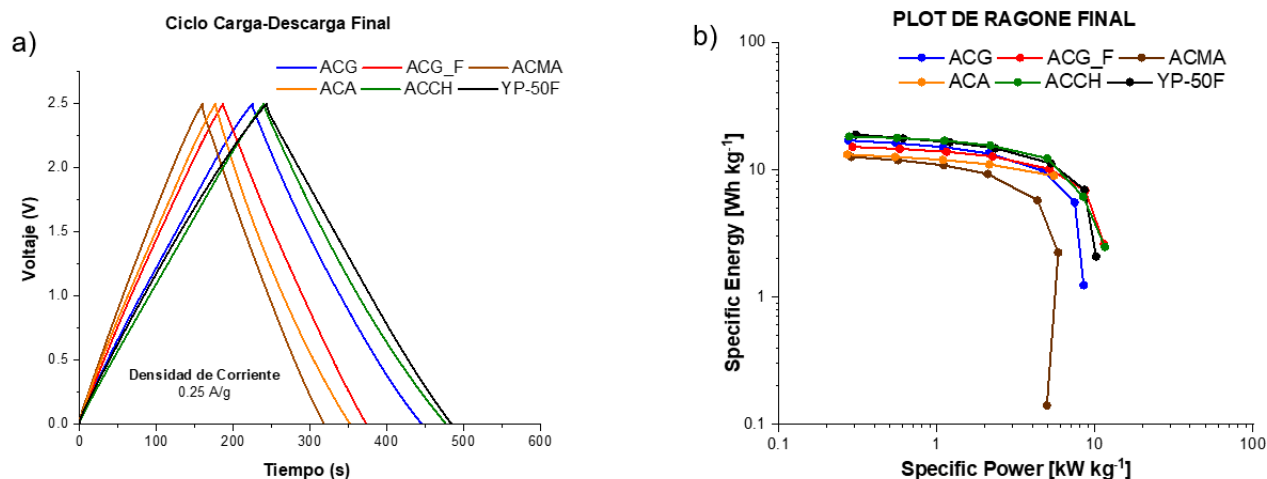 a)
Ciclo Carga-Descarga Final
ACG ACG_F ACMA
ACA ACCH YP-50F
Voltaje (V)
2.5
2.0
1.5
1.0
0.5
0.0
Densidad de Corriente
0.25 A/g
0 100 200 300 400 500 600
Tiempo (s)
b)
PLOT DE RAGONE FINAL
ACG ACG_F ACMA
ACA ACCH YP-50F
Specific Energy [Wh kg⁻¹]
100
10
1
0.1
0.1 1 10 100
Specific Power [kW kg⁻¹]